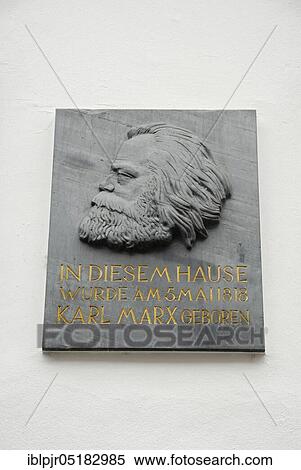 IN DIESEM HAUSE
WURDE AM 5 MAI 1818
KARL MARX GEBOREN
FOTOSEARCH
iblpjr05182985 www.fotosearch.com